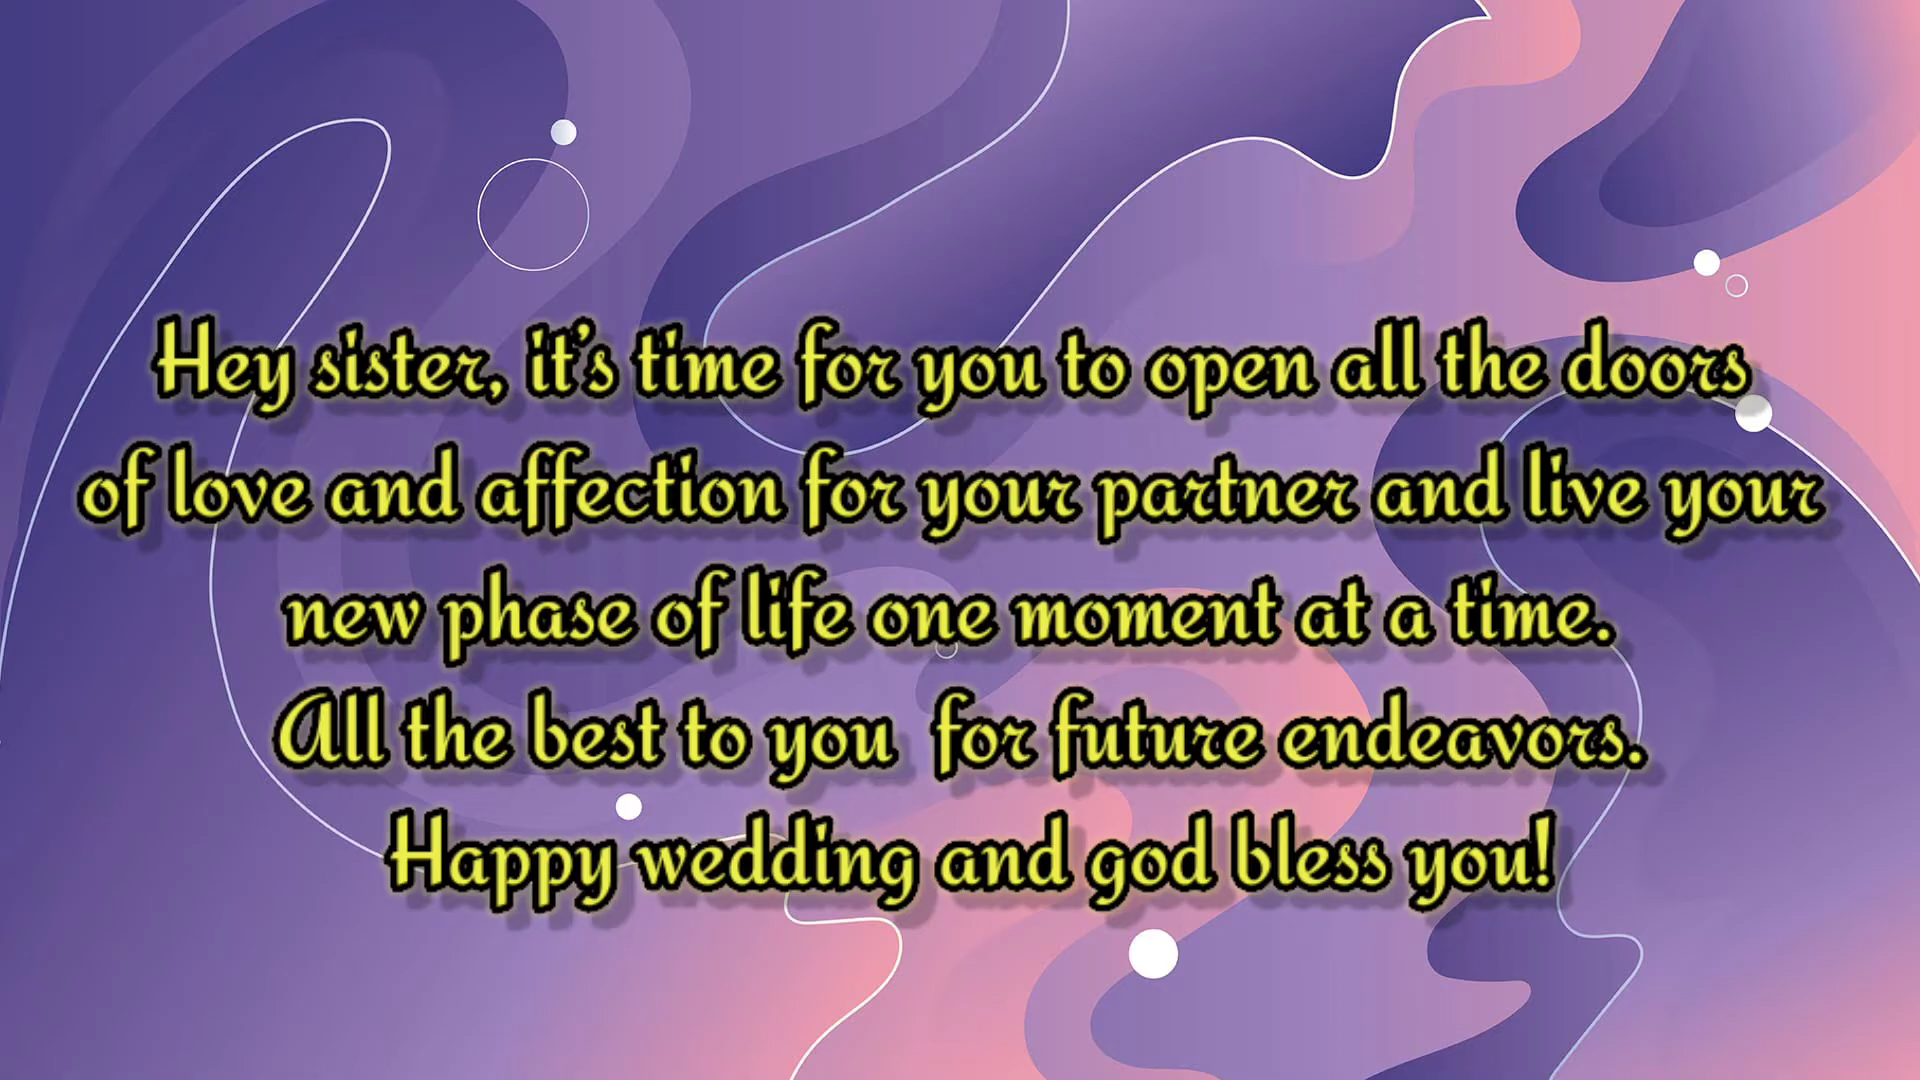 Hey sister, it's time for you to open all the doors
of love and affection for your partner and live your
new phase of life one moment at a time.
All the best to you  for future endeavors.
Happy wedding and god bless you!